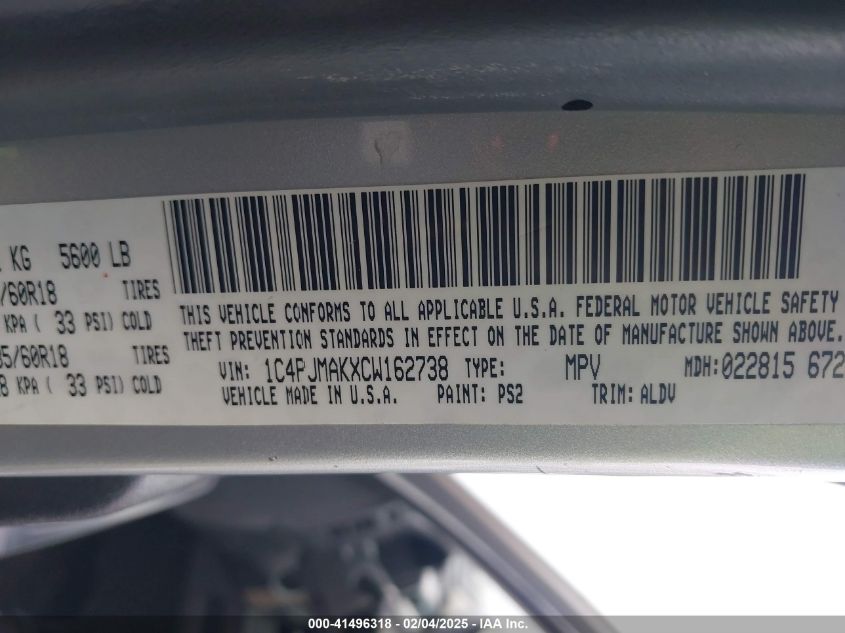 KG 5600 LB
/60R18 TIRES
KPA ( 33 PSI) COLD
5/60R18 TIRES
8 KPA ( 33 PSI) COLD
THIS VEHICLE CONFORMS TO ALL APPLICABLE U.S.A. FEDERAL MOTOR VEHICLE SAFETY
THEFT PREVENTION STANDARDS IN EFFECT ON THE DATE OF MANUFACTURE SHOWN ABOVE.
VIN: 1C4PJMAKXCW162738 TYPE: MPV MDH: 022815 672
VEHICLE MADE IN U.S.A. PAINT: PS2 TRIM: ALDV
000-41496318 - 02/04/2025 - IAA Inc.